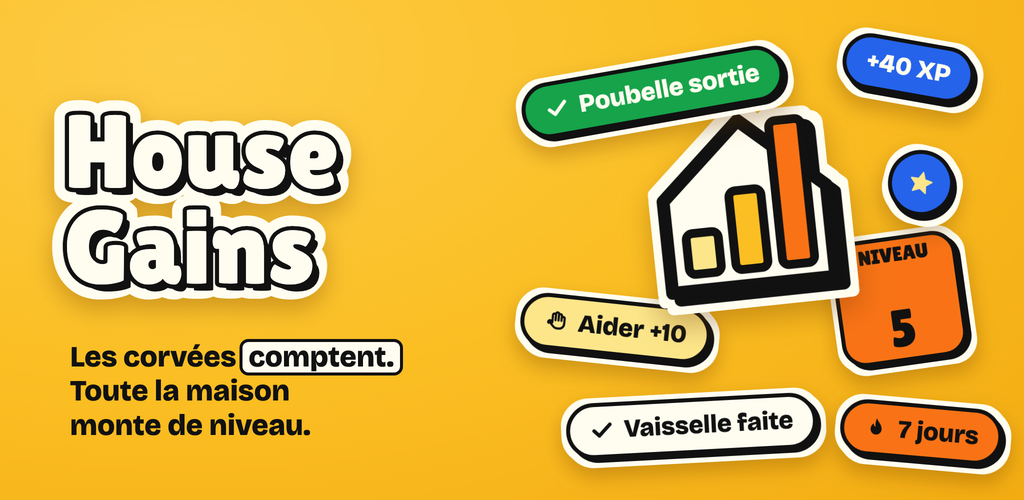 House
Gains
Les corvées comptent.
Toute la maison
monte de niveau.
Poubelle sortie
+40 XP
NIVEAU
5
Aider +10
Vaisselle faite
7 jours